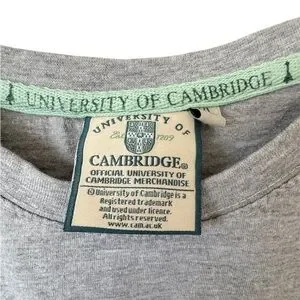 UNIVERSITY OF CAMBRIDGE
UNIVERSITY OF
Est. 1209
CAMBRIDGE®
OFFICIAL UNIVERSITY OF
CAMBRIDGE MERCHANDISE
©University of Cambridge is a
Registered trademark
and used under licence.
All rights reserved.
www.cam.ac.uk